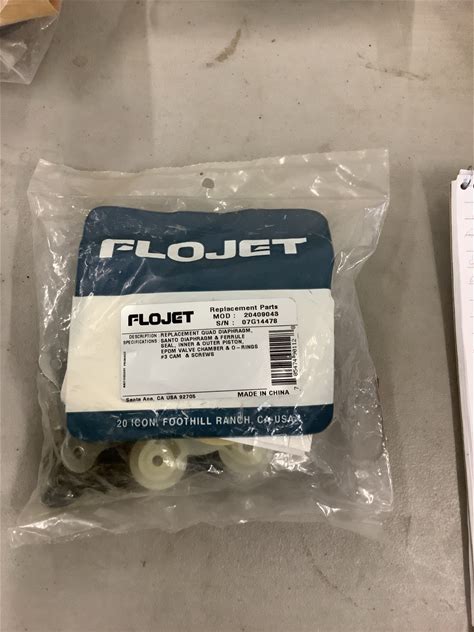 FLOJET
FLOJET
Replacement Parts
MOD : 20409048
S/N : 07G14478
DESCRIPTION REPLACEMENT QUAD DIAPHRAGM,
SPECIFICATIONS SANTO DIAPHRAGM & FERRULE
SEAL, INNER & OUTER PISTON,
EPDM VALVE CHAMBER & O-RINGS
#3 CAM & SCREWS
Santa Ana, CA USA 92705
MADE IN CHINA
20 ICON, FOOTHILL RANCH, CA USA